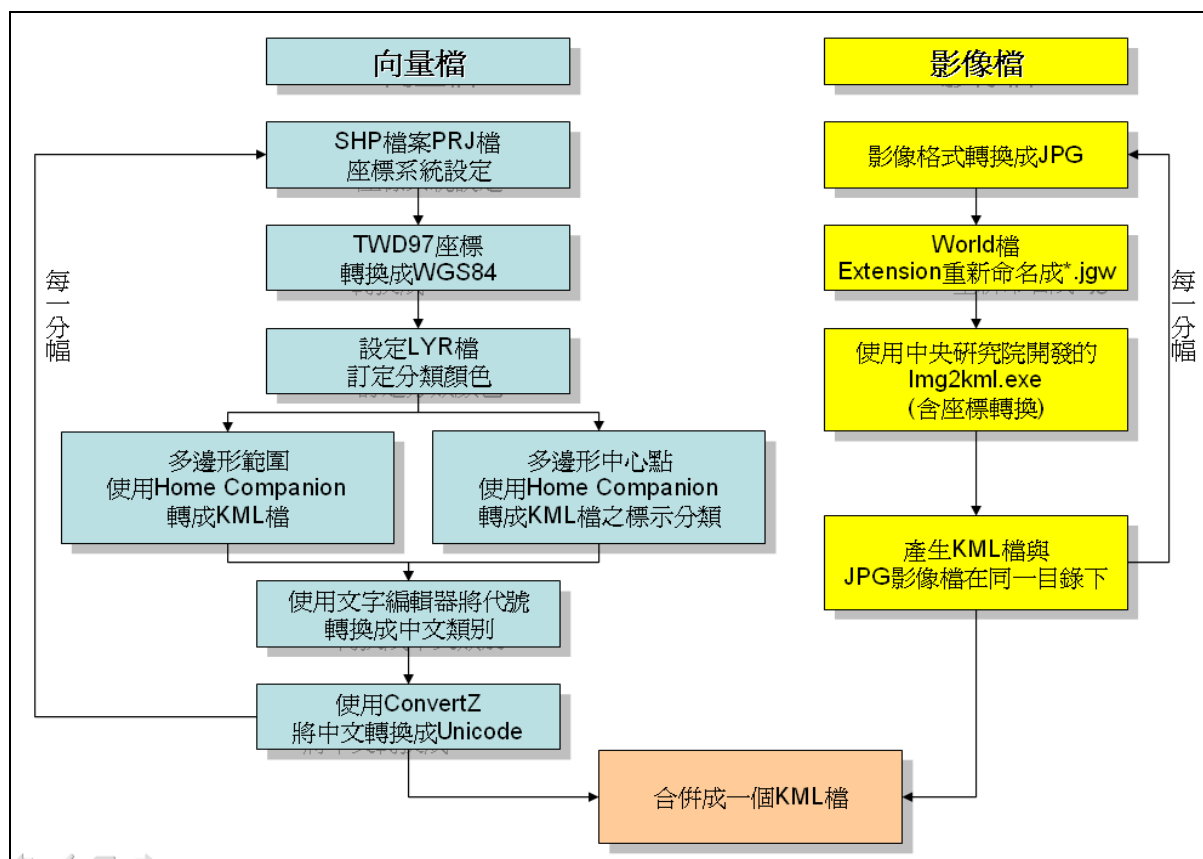 向量檔
SHP檔案PRJ檔
座標系統設定
TWD97座標
轉換成WGS84
設定LYR檔
訂定分類顏色
多邊形範圍
使用Home Companion
轉成KML檔
多邊形中心點
使用Home Companion
轉成KML檔之標示分類
使用文字編輯器將代號
轉換成中文類別
使用ConvertZ
將中文轉換成Unicode
每一分幅
影像檔
影像格式轉換成JPG
World檔
Extension重新命名成*.jgw
使用中央研究院開發的
Img2kml.exe
(含座標轉換)
產生KML檔與
JPG影像檔在同一目錄下
每一分幅
合併成一個KML檔